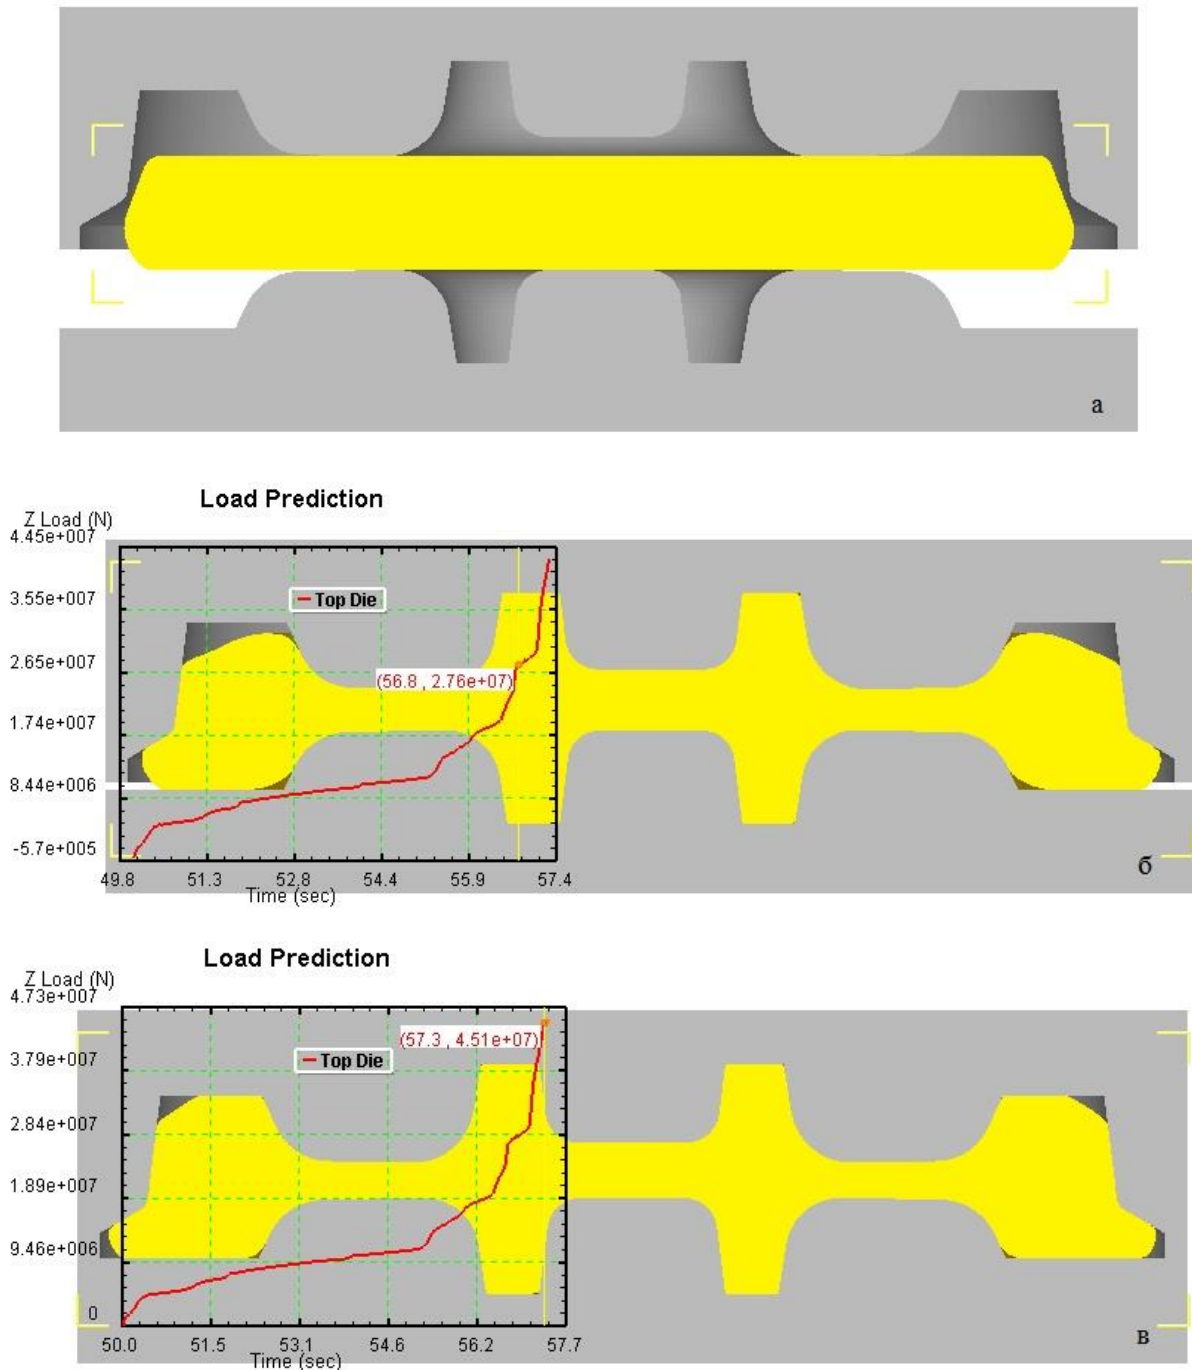 а
Load Prediction
Z Load (N)
4.45e+007
3.55e+007
Top Die
2.65e+007
(56.8 , 2.76e+07)
1.74e+007
8.44e+006
-5.7e+005
49.8 51.3 52.8 54.4 55.9 57.4
Time (sec)
б
Load Prediction
Z Load (N)
4.73e+007
(57.3 , 4.51e+07)
3.79e+007
Top Die
2.84e+007
1.89e+007
9.46e+006
0
50.0 51.5 53.1 54.6 56.2 57.7
Time (sec)
в